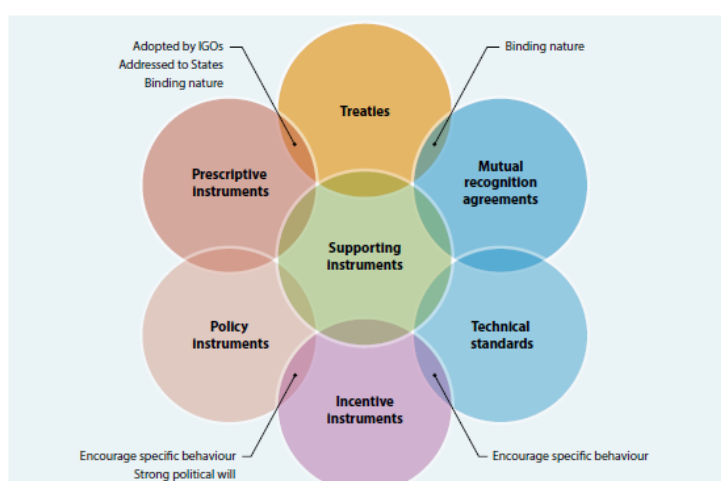 Adopted by IGOs
Addressed to States
Binding nature
Binding nature
Treaties
Prescriptive
instruments
Mutual
recognition
agreements
Supporting
instruments
Policy
instruments
Technical
standards
Incentive
instruments
Encourage specific behaviour
Strong political will
Encourage specific behaviour